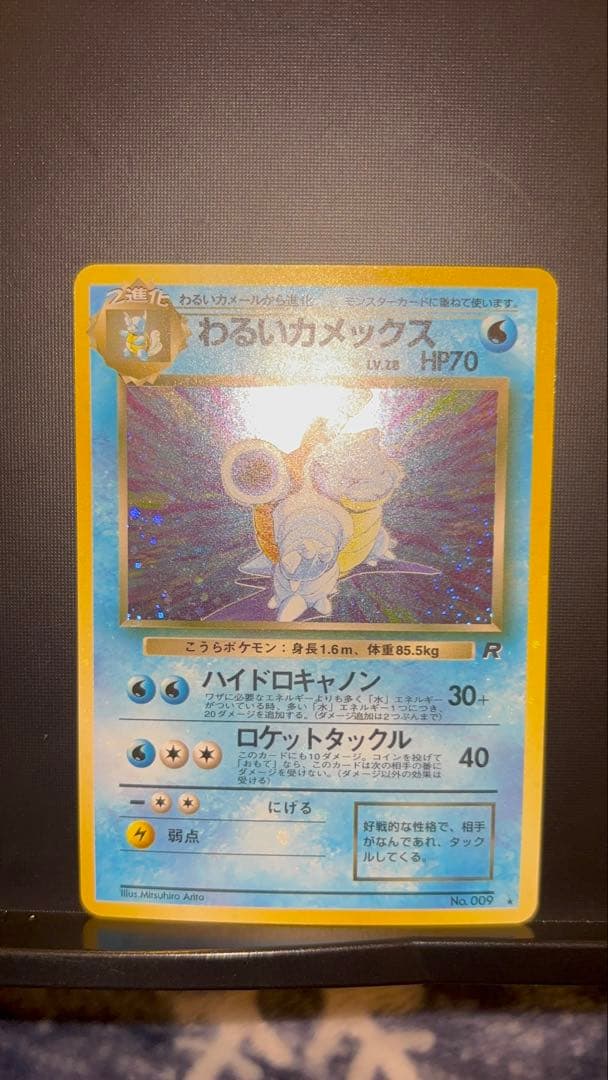 2進化
わるいカメールから進化 モンスターカードに重ねて使います。
わるいカメックス
LV.28 HP70
こうらポケモン：身長1.6m、体重85.5kg
R
ハイドロキャノン 30+
ワザに必要なエネルギーよりも多く「水」エネルギー
がついている時、多い「水」エネルギー1つにつき、
20ダメージを追加する。（ダメージ追加は2つぶんまで）
ロケットタックル 40
このカードにも10ダメージ。コインを投げて
「おもて」なら、このカードは次の相手の番に
ダメージを受けない。（ダメージ以外の効果は
受ける）
にげる
弱点
好戦的な性格で、相手
がなんであれ、タック
ルしてくる。
Illus.Mitsuhiro Arita
No.009 ★